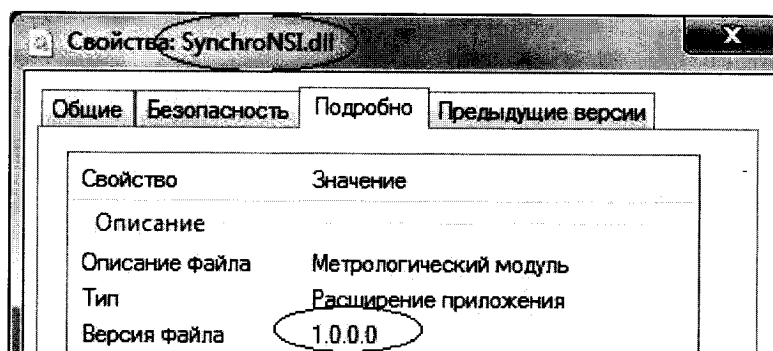 Свойства: SynchroNSI.dll
X
Общие Безопасность Подробно Предыдущие версии
Свойство Значение
Описание
Описание файла Метрологический модуль
Тип Расширение приложения
Версия файла 1.0.0.0